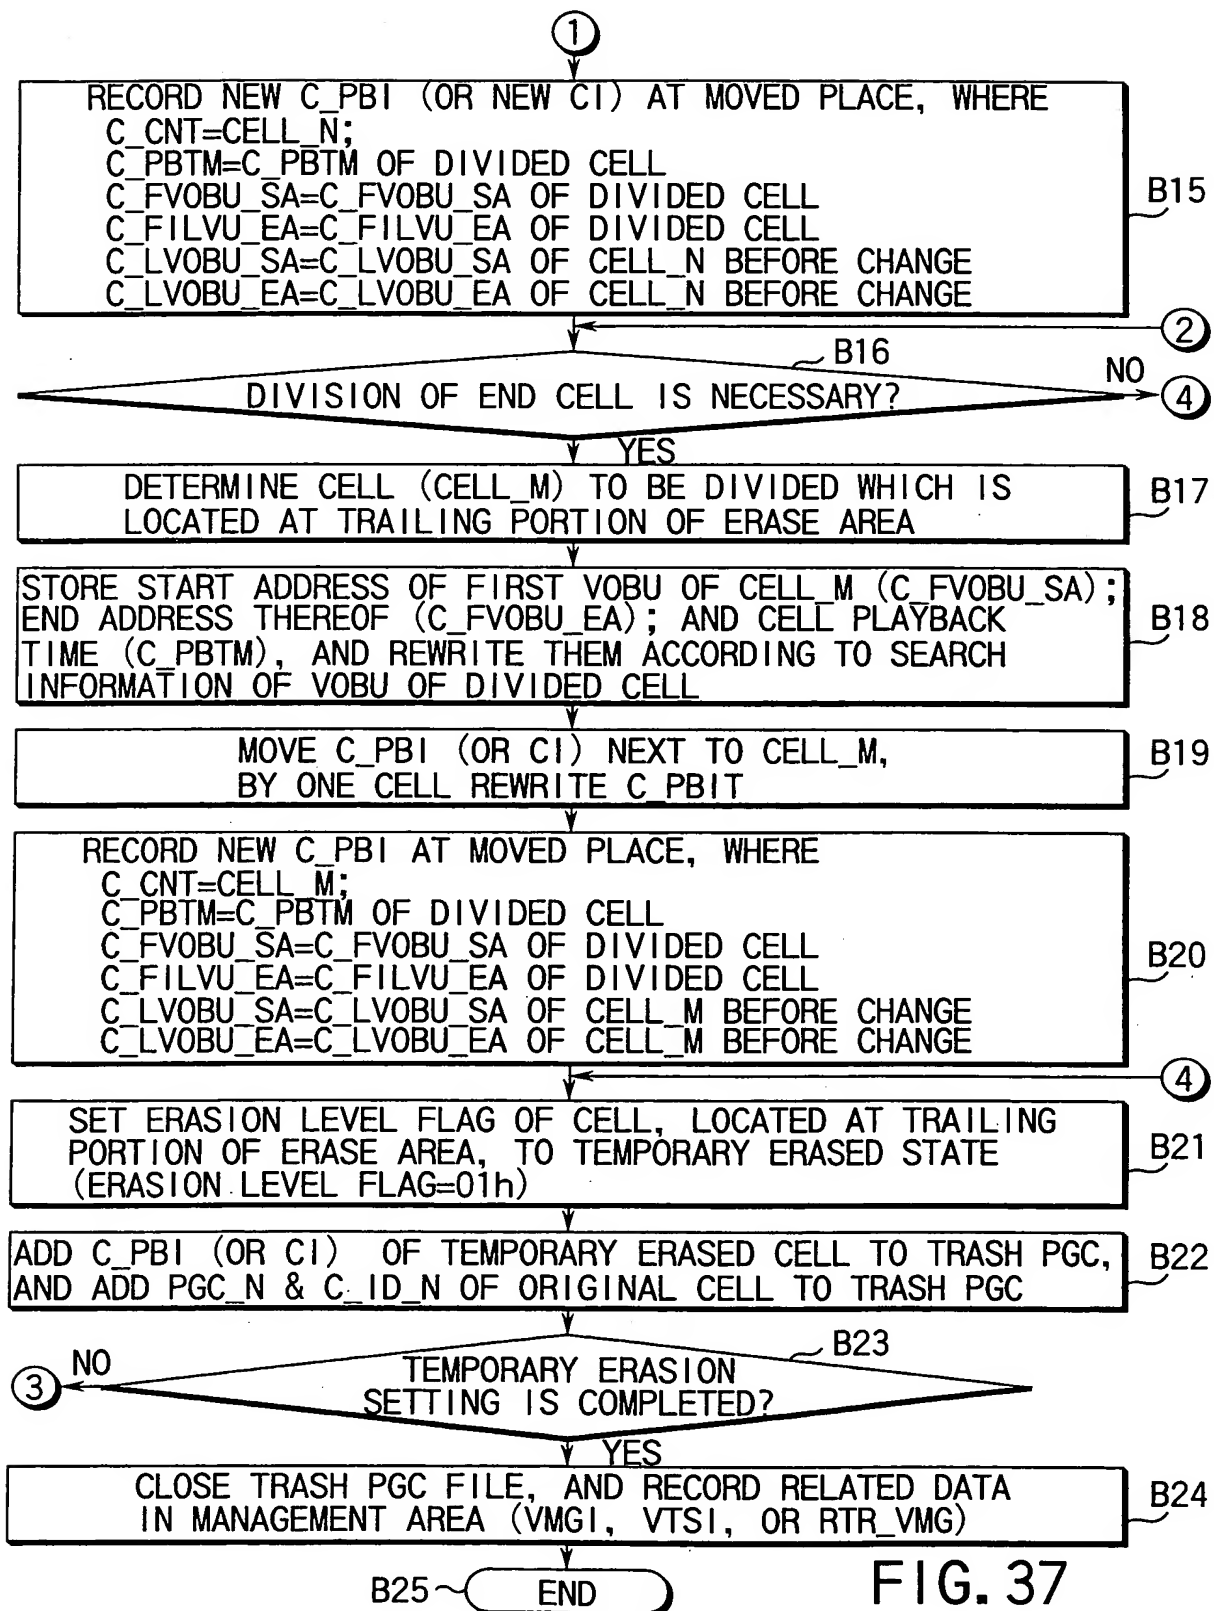 1
RECORD NEW C_PBI (OR NEW CI) AT MOVED PLACE, WHERE
C_CNT=CELL_N;
C_PBTM=C_PBTM OF DIVIDED CELL
C_FVOBU_SA=C_FVOBU_SA OF DIVIDED CELL
C_FILVU_EA=C_FILVU_EA OF DIVIDED CELL
C_LVOBU_SA=C_LVOBU_SA OF CELL_N BEFORE CHANGE
C_LVOBU_EA=C_LVOBU_EA OF CELL_N BEFORE CHANGE
B15
2
B16
DIVISION OF END CELL IS NECESSARY?
NO
4
YES
DETERMINE CELL (CELL_M) TO BE DIVIDED WHICH IS
LOCATED AT TRAILING PORTION OF ERASE AREA
B17
STORE START ADDRESS OF FIRST VOBU OF CELL_M (C_FVOBU_SA);
END ADDRESS THEREOF (C_FVOBU_EA); AND CELL PLAYBACK
TIME (C_PBTM), AND REWRITE THEM ACCORDING TO SEARCH
INFORMATION OF VOBU OF DIVIDED CELL
B18
MOVE C_PBI (OR CI) NEXT TO CELL_M,
BY ONE CELL REWRITE C_PBIT
B19
RECORD NEW C_PBI AT MOVED PLACE, WHERE
C_CNT=CELL_M;
C_PBTM=C_PBTM OF DIVIDED CELL
C_FVOBU_SA=C_FVOBU_SA OF DIVIDED CELL
C_FILVU_EA=C_FILVU_EA OF DIVIDED CELL
C_LVOBU_SA=C_LVOBU_SA OF CELL_M BEFORE CHANGE
C_LVOBU_EA=C_LVOBU_EA OF CELL_M BEFORE CHANGE
B20
4
SET ERASION LEVEL FLAG OF CELL, LOCATED AT TRAILING
PORTION OF ERASE AREA, TO TEMPORARY ERASED STATE
(ERASION LEVEL FLAG=01h)
B21
ADD C_PBI (OR CI) OF TEMPORARY ERASED CELL TO TRASH PGC,
AND ADD PGC_N & C_ID_N OF ORIGINAL CELL TO TRASH PGC
B22
B23
TEMPORARY ERASION
SETTING IS COMPLETED?
NO
3
YES
CLOSE TRASH PGC FILE, AND RECORD RELATED DATA
IN MANAGEMENT AREA (VMGI, VTSI, OR RTR_VMG)
B24
B25
END
FIG. 37